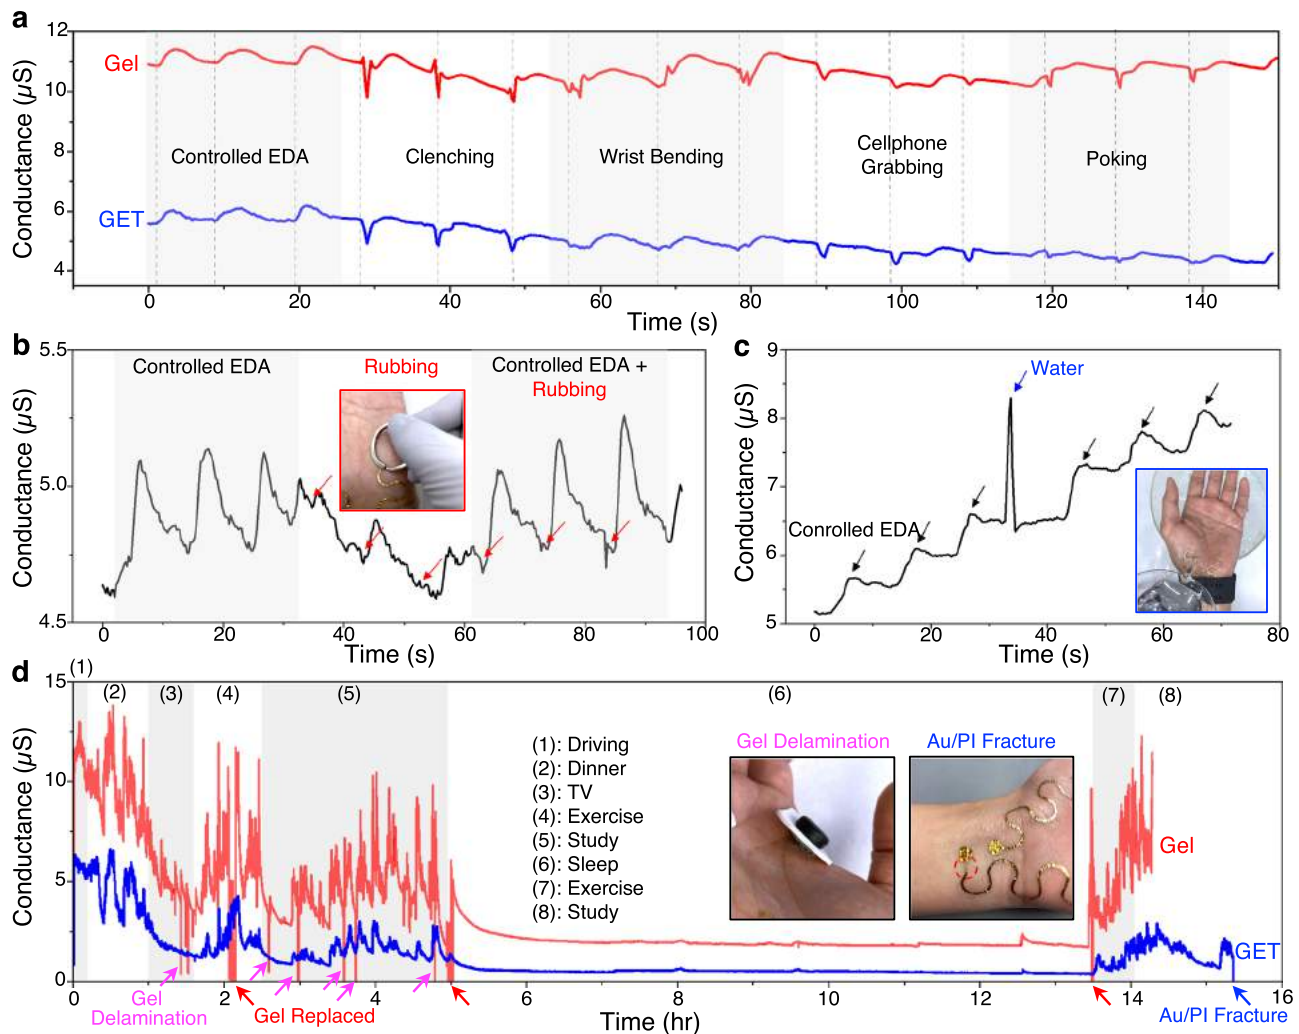 a
12
10
8
6
4
Conductance (μS)
Gel
GET
Controlled EDA
Clenching
Wrist Bending
Cellphone
Grabbing
Poking
0 20 40 60 80 100 120 140
Time (s)
b
5.5
5.0
4.5
Conductance (μS)
Controlled EDA
Rubbing
Controlled EDA +
Rubbing
0 20 40 60 80 100
Time (s)
c
9
8
7
6
5
Conductance (μS)
Water
Conrolled EDA
0 20 40 60 80
Time (s)
d
(1)
15
10
5
0
Conductance (μS)
(2) (3) (4) (5) (6) (7) (8)
(1): Driving
(2): Dinner
(3): TV
(4): Exercise
(5): Study
(6): Sleep
(7): Exercise
(8): Study
Gel Delamination
Au/PI Fracture
Gel
GET
0 2 4 6 8 10 12 14 16
Gel
Delamination
Gel Replaced
Time (hr)
Au/PI Fracture